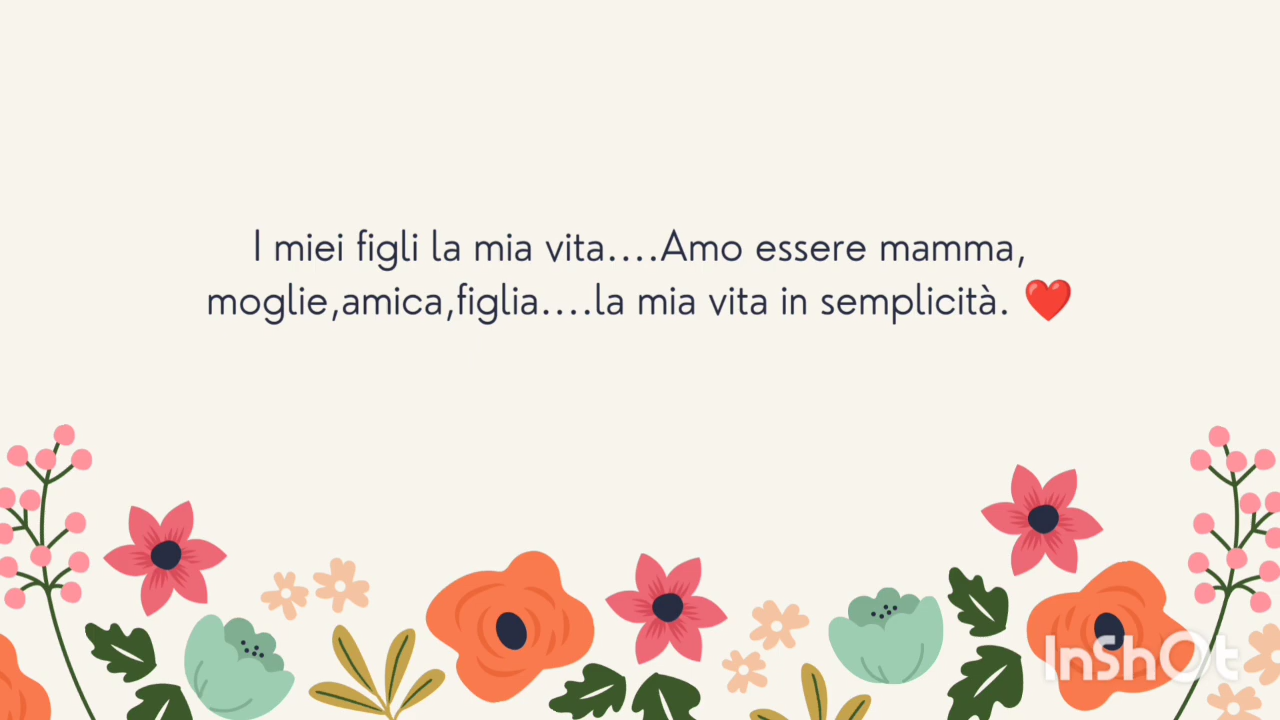 I miei figli la mia vita....Amo essere mamma,
moglie,amica,figlia....la mia vita in semplicità. ❤️
InShOt